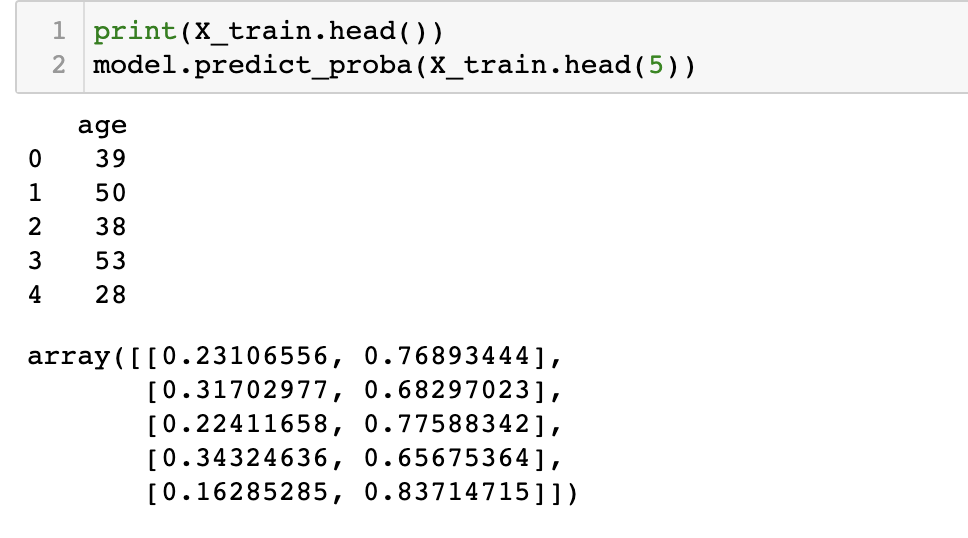 1 print(X_train.head())
2 model.predict_proba(X_train.head(5))
age
0 39
1 50
2 38
3 53
4 28
array([[0.23106556, 0.76893444],
[0.31702977, 0.68297023],
[0.22411658, 0.77588342],
[0.34324636, 0.65675364],
[0.16285285, 0.83714715]])